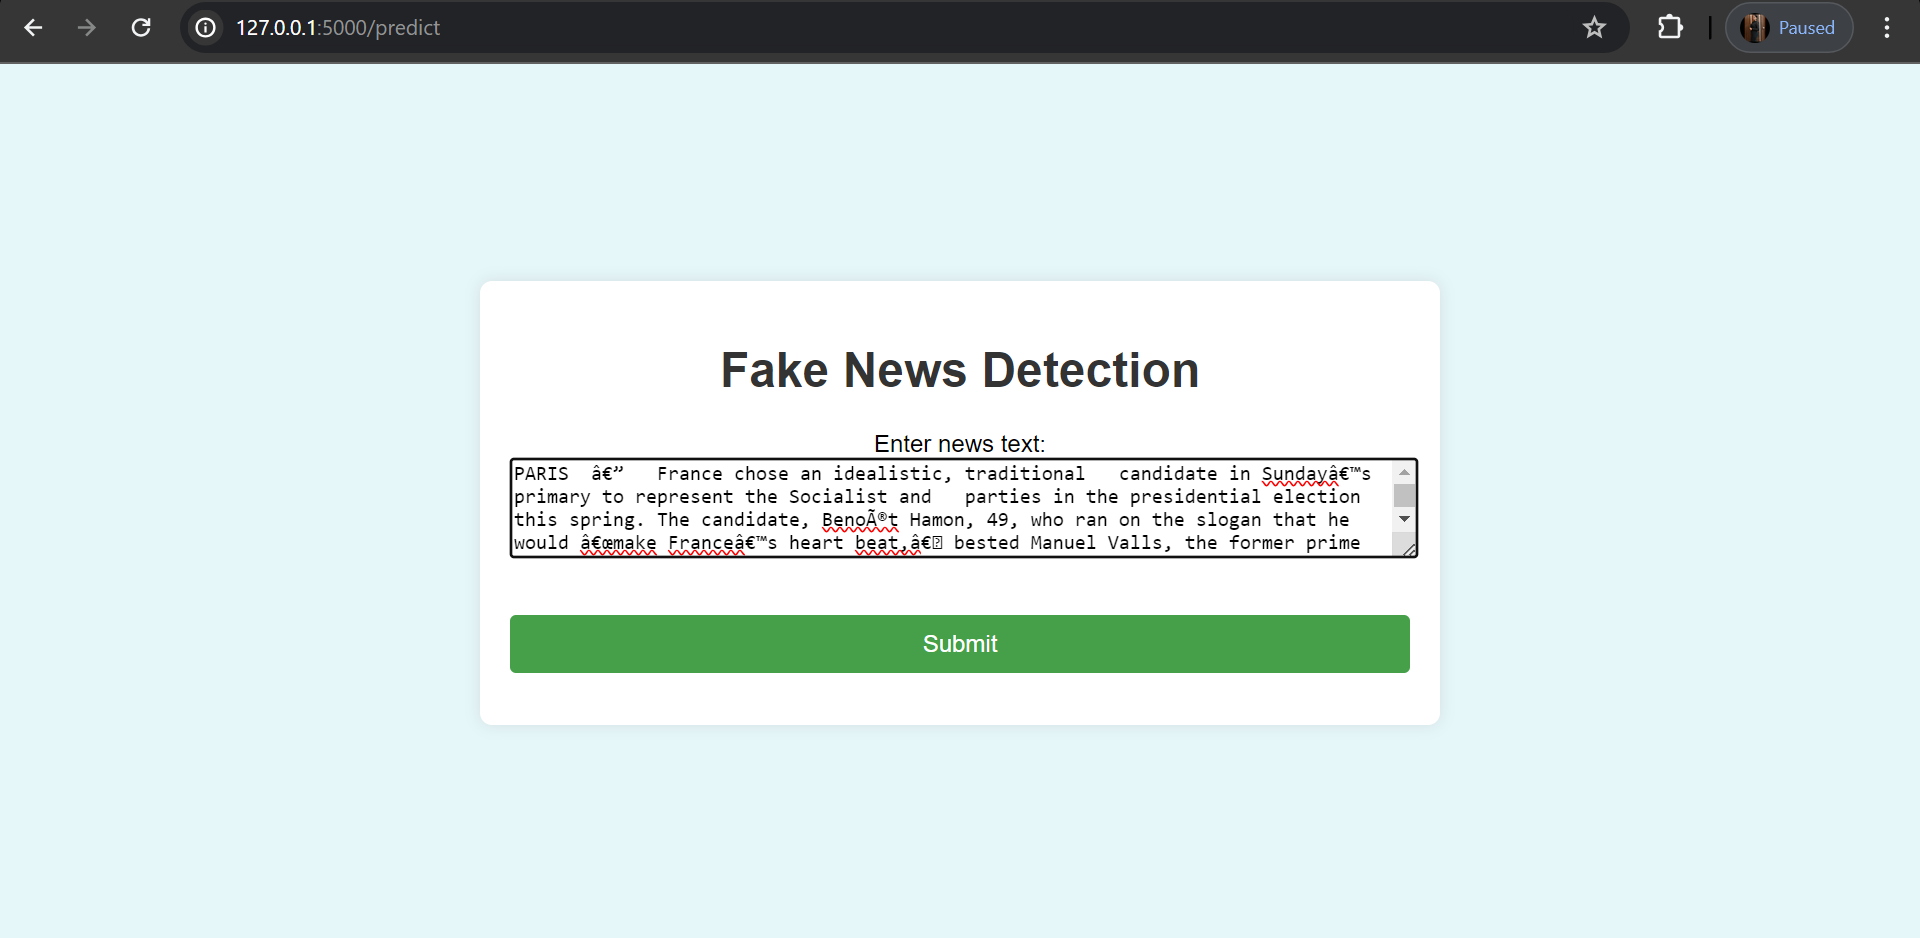 127.0.0.1:5000/predict
Paused
Fake News Detection
Enter news text:
PARIS  â€”   France chose an idealistic, traditional   candidate in Sundayâ€™s
primary to represent the Socialist and   parties in the presidential election
this spring. The candidate, BenoÃ®t Hamon, 49, who ran on the slogan that he
would â€œmake Franceâ€™s heart beat,â€ bested Manuel Valls, the former prime
Submit